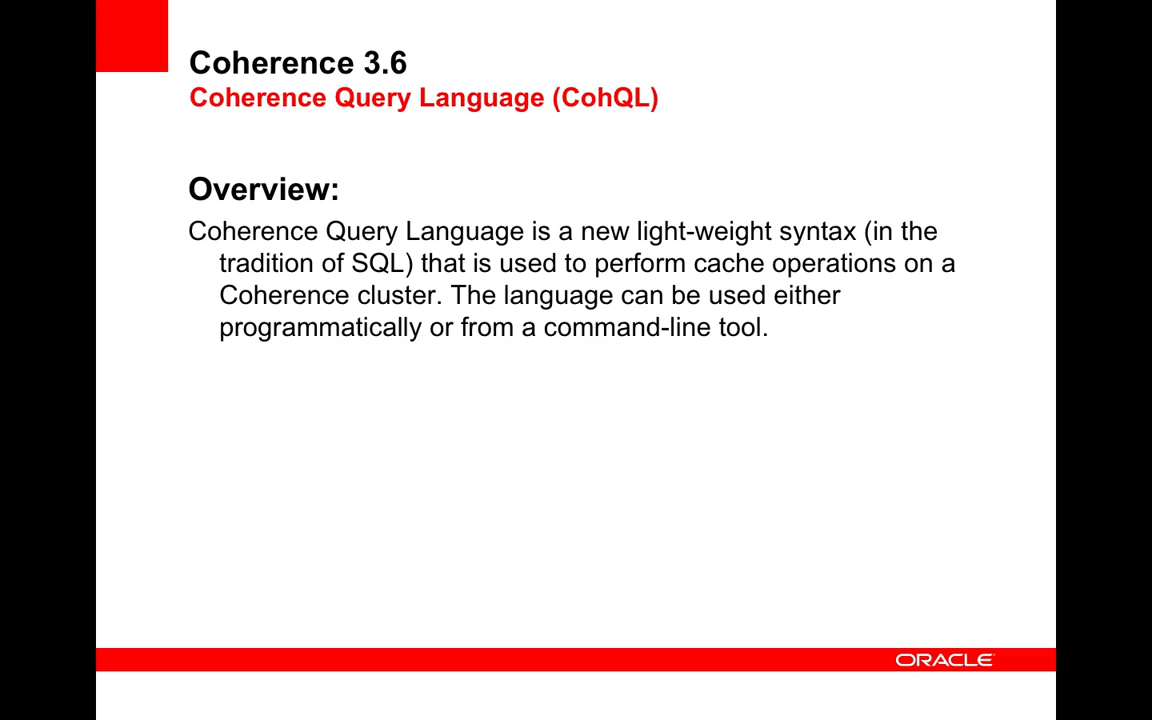 Coherence 3.6
Coherence Query Language (CohQL)
Overview:
Coherence Query Language is a new light-weight syntax (in the
tradition of SQL) that is used to perform cache operations on a
Coherence cluster. The language can be used either
programmatically or from a command-line tool.
ORACLE